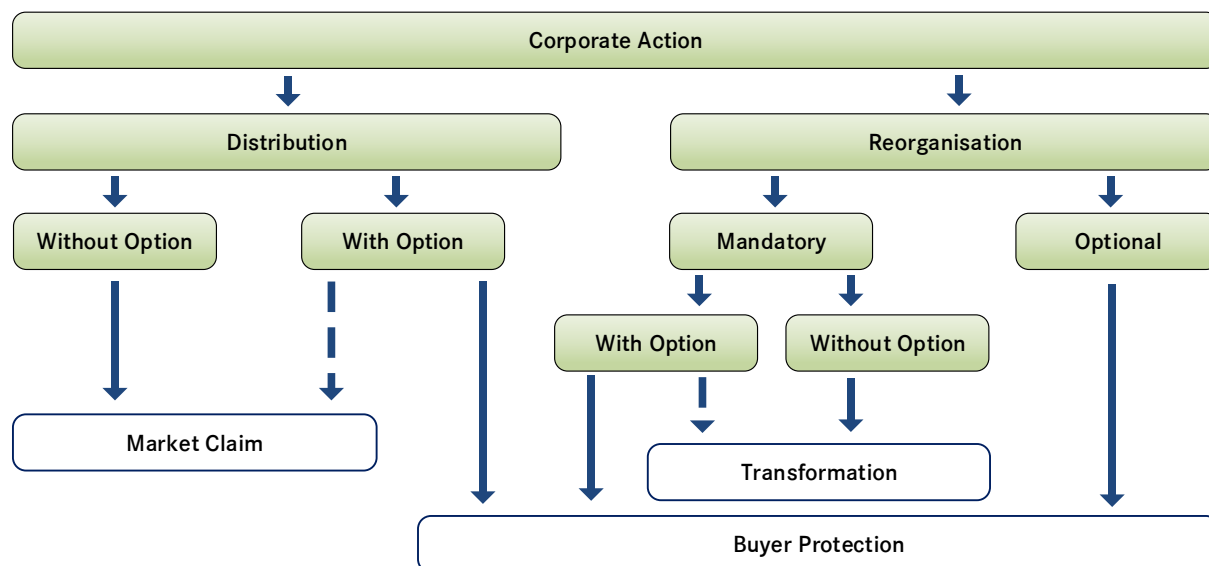 Corporate Action
Distribution
Reorganisation
Without Option
With Option
Mandatory
Optional
With Option
Without Option
Market Claim
Transformation
Buyer Protection